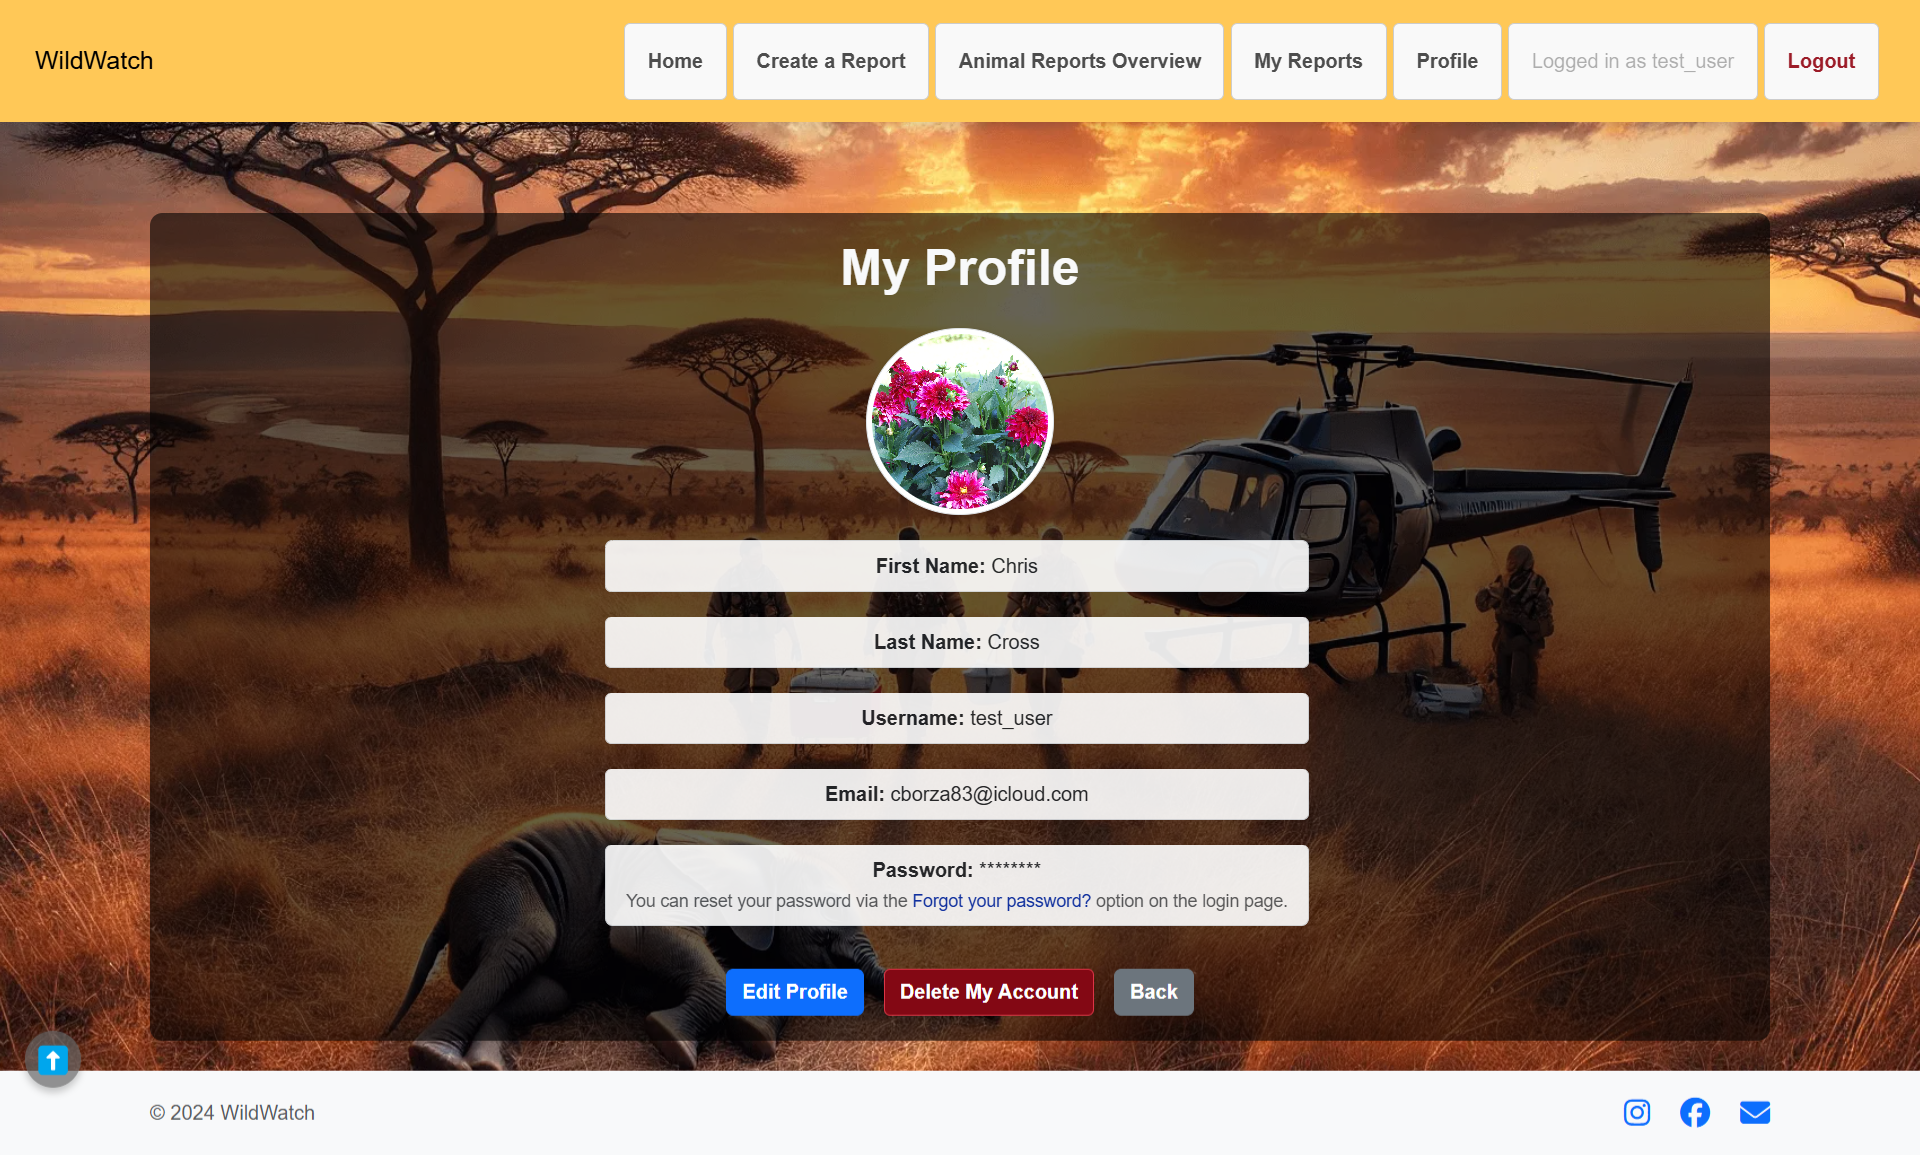 WildWatch
Home
Create a Report
Animal Reports Overview
My Reports
Profile
Logged in as test_user
Logout
My Profile
First Name: Chris
Last Name: Cross
Username: test_user
Email: cborza83@icloud.com
Password: ********
You can reset your password via the Forgot your password? option on the login page.
Edit Profile
Delete My Account
Back
© 2024 WildWatch